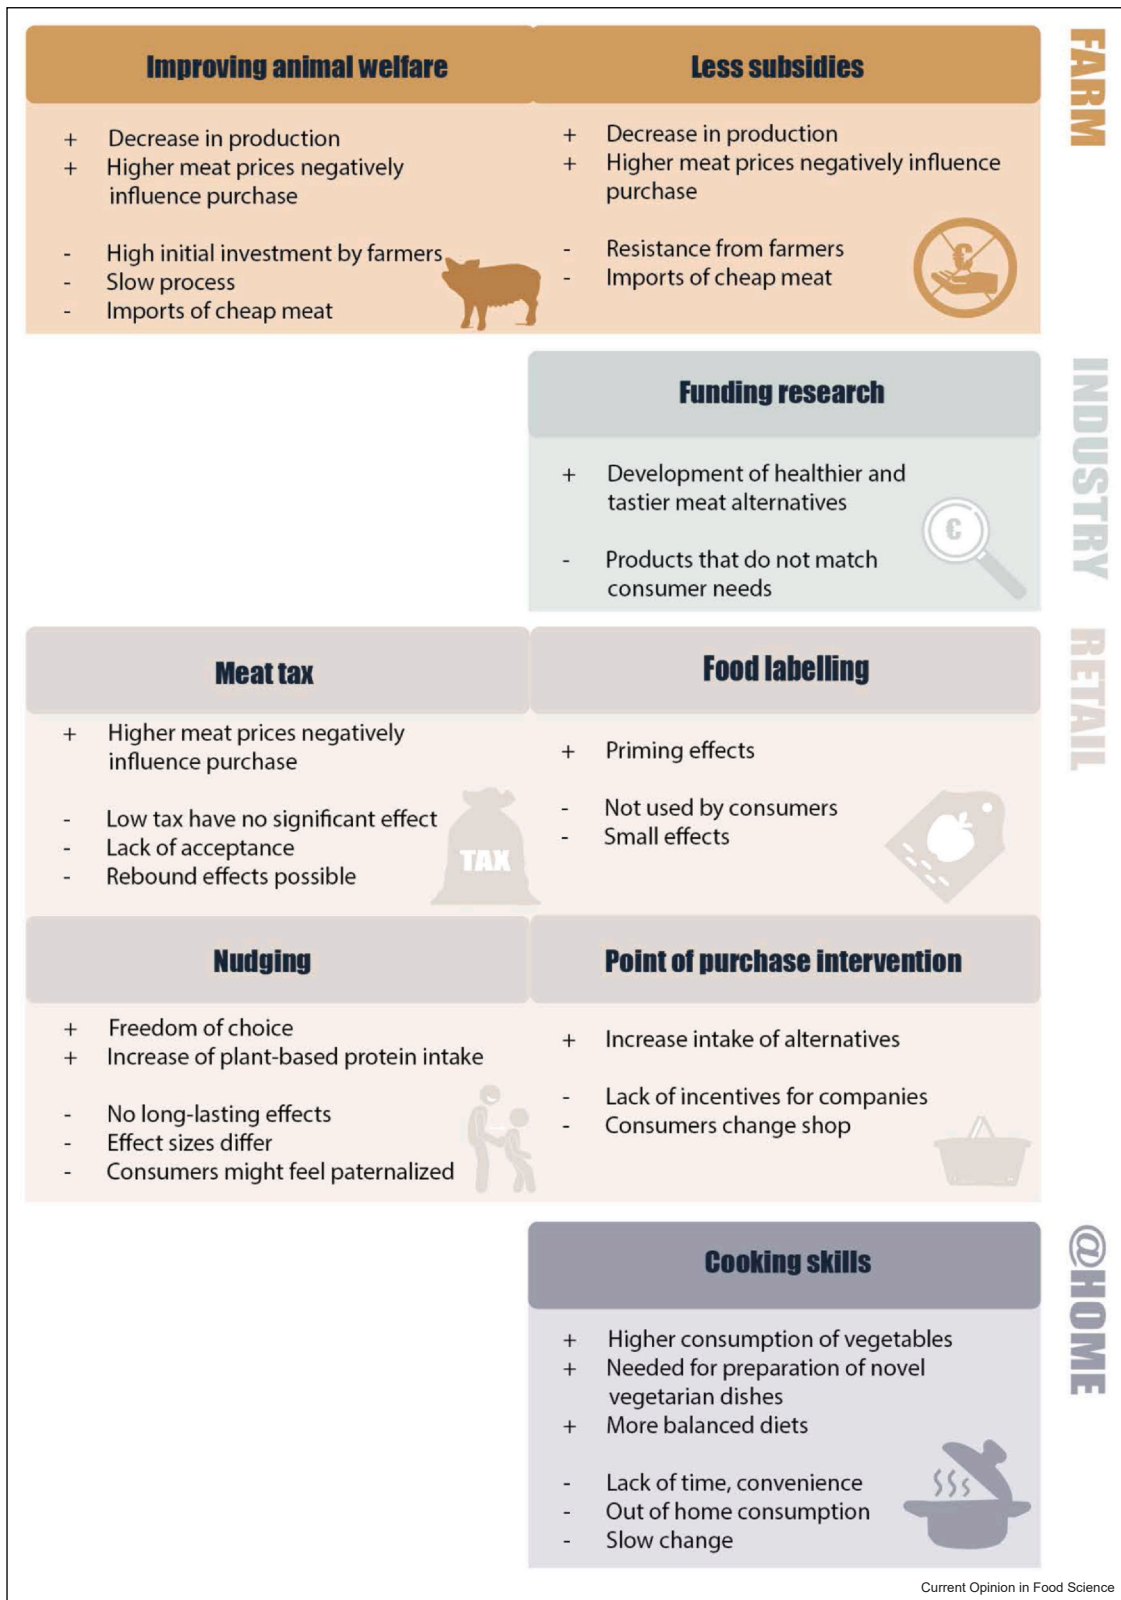 FARM
Improving animal welfare
+ Decrease in production
+ Higher meat prices negatively
influence purchase
- High initial investment by farmers
- Slow process
- Imports of cheap meat
Less subsidies
+ Decrease in production
+ Higher meat prices negatively influence
purchase
- Resistance from farmers
- Imports of cheap meat
€
INDUSTRY
Funding research
+ Development of healthier and
tastier meat alternatives
- Products that do not match
consumer needs
€
RETAIL
Meat tax
+ Higher meat prices negatively
influence purchase
- Low tax have no significant effect
- Lack of acceptance
- Rebound effects possible
TAX
Food labelling
+ Priming effects
- Not used by consumers
- Small effects
Nudging
+ Freedom of choice
+ Increase of plant-based protein intake
- No long-lasting effects
- Effect sizes differ
- Consumers might feel paternalized
Point of purchase intervention
+ Increase intake of alternatives
- Lack of incentives for companies
- Consumers change shop
@HOME
Cooking skills
+ Higher consumption of vegetables
+ Needed for preparation of novel
vegetarian dishes
+ More balanced diets
- Lack of time, convenience
- Out of home consumption
- Slow change
Current Opinion in Food Science